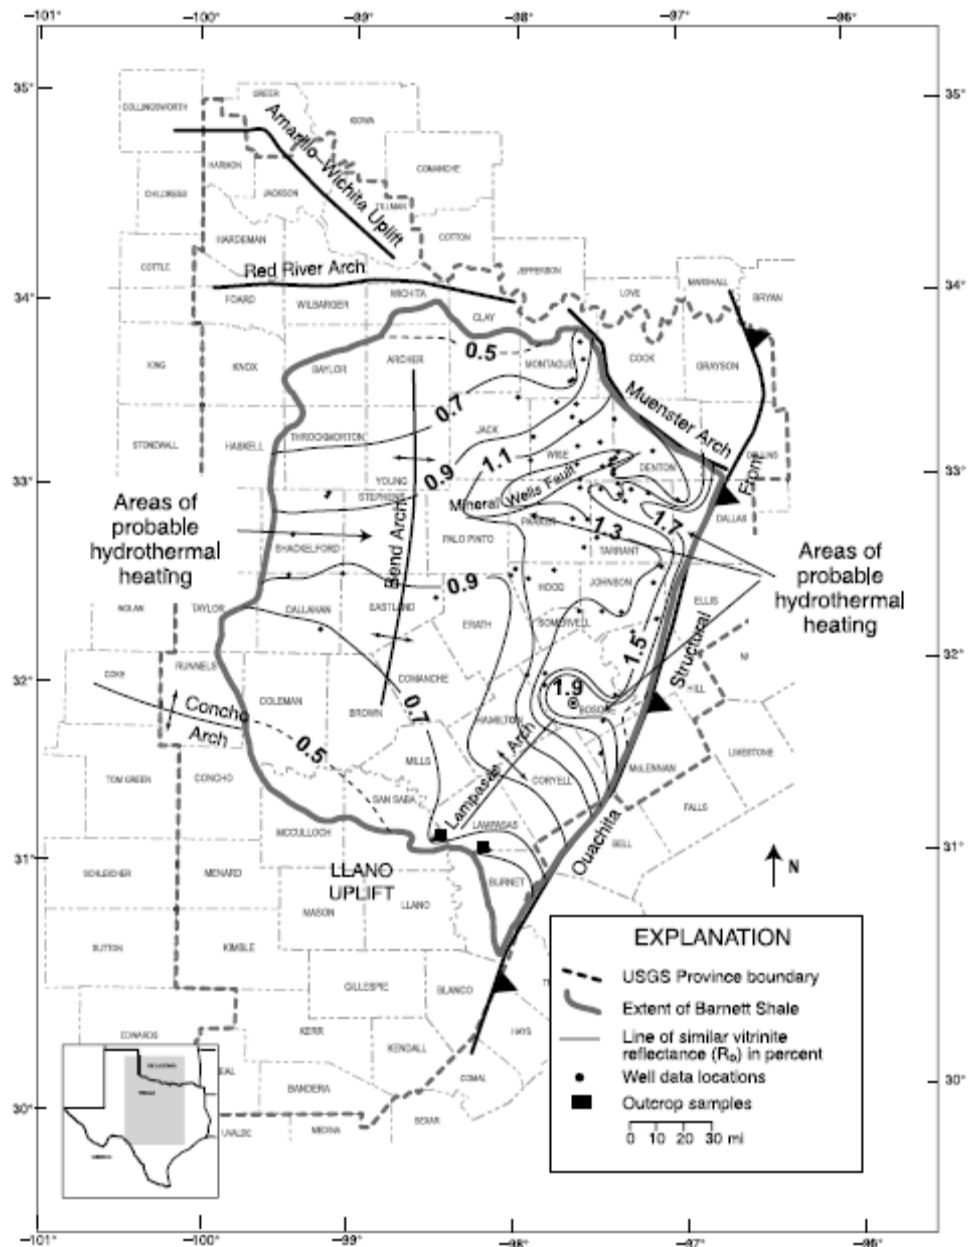 −101°
−100
−99
−98
−97
−96
35°
35°
GREER
COLLINGSWORTH
KIOWA
Amarillo–Wichita Uplift
HARMON
COMANCHE
CHILDRESS
JACKSON
TILLMAN
HARDEMAN
COTTON
COTTLE
Red River Arch
JEFFERSON
MARSHALL
LOVE
BRYAN
34°
34°
FOARD
WILBARGER
WICHITA
CLAY
KING
KNOX
BAYLOR
ARCHER
0.5
MONTAGUE
COOK
GRAYSON
Muenster Arch
0.7
STONEWALL
HASKELL
THROCKMORTON
JACK
1.1
WISE
DENTON
COLLINS
33°
33°
YOUNG
0.9
STEPHENS
Mineral Wells Fault
Front
Areas of
probable
hydrothermal
heating
Bend Arch
PARKER
1.3
1.7
DALLAS
SHACKELFORD
PALO PINTO
TARRANT
Areas of
probable
hydrothermal
heating
0.9
HOOD
JOHNSON
NOLAN
TAYLOR
CALLAHAN
EASTLAND
ERATH
SOMERVELL
ELLIS
32°
32°
1.5
Structural
COKE
RUNNELS
COLEMAN
COMANCHE
1.9
HILL
Concho
Arch
BROWN
0.7
HAMILTON
BOSQUE
0.5
LIMESTONE
TOM GREEN
CONCHO
MILLS
Lampasas Arch
CORYELL
McLENNAN
SAN SABA
FALLS
MCCULLOCH
LAMPASAS
BELL
31°
31°
Ouachita
SCHLEICHER
MENARD
LLANO
UPLIFT
BURNET
N
MASON
LLANO
SUTTON
KIMBLE
GILLESPIE
BLANCO
HAYS
EDWARDS
KERR
KENDALL
COMAL
BANDERA
30°
30°
UVALDE
MEDINA
BEXAR
EXPLANATION
USGS Province boundary
Extent of Barnett Shale
Line of similar vitrinite
reflectance (Rₒ) in percent
Well data locations
Outcrop samples
0 10 20 30 mi
OKLAHOMA
TEXAS
MEXICO
−101°
−100
−99
−98
−97
−96